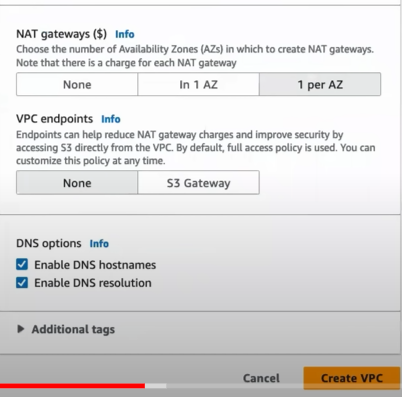 NAT gateways ($) Info
Choose the number of Availability Zones (AZs) in which to create NAT gateways.
Note that there is a charge for each NAT gateway
None In 1 AZ 1 per AZ
VPC endpoints Info
Endpoints can help reduce NAT gateway charges and improve security by
accessing S3 directly from the VPC. By default, full access policy is used. You can
customize this policy at any time.
None S3 Gateway
DNS options Info
Enable DNS hostnames
Enable DNS resolution
Additional tags
Cancel Create VPC